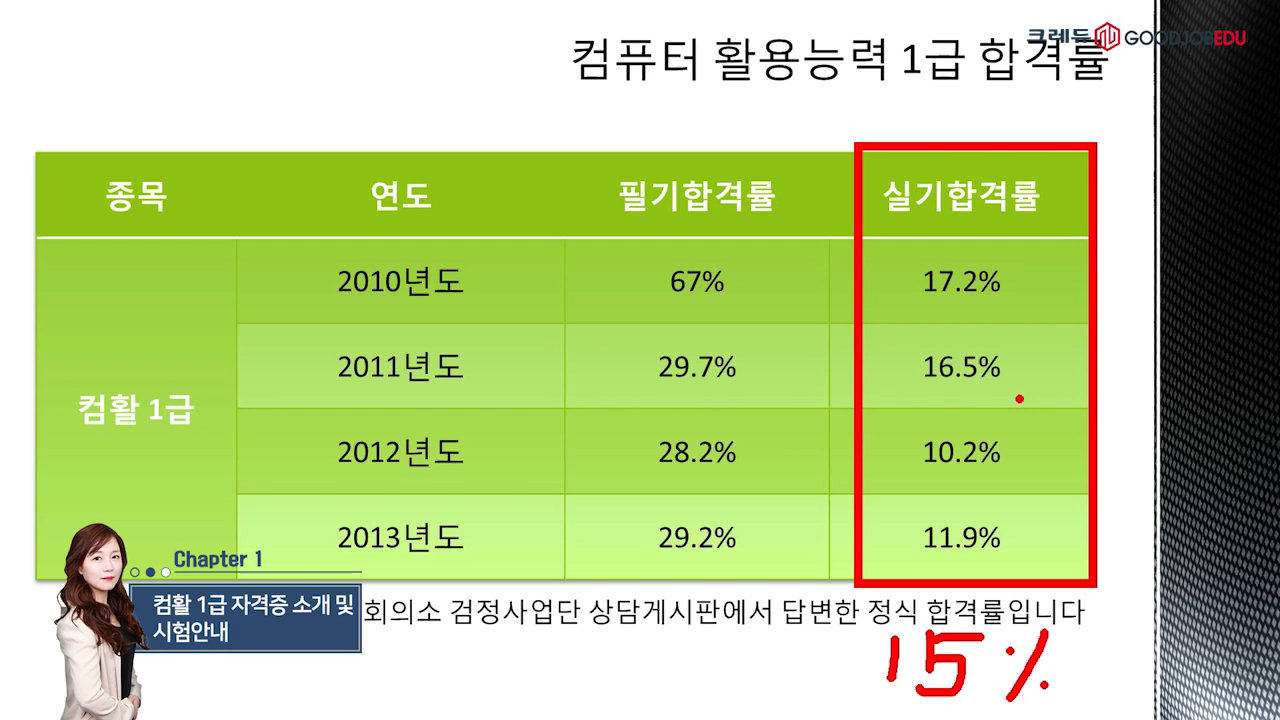 크레듀 GOODJOBEDU
컴퓨터 활용능력 1급 합격률
종목 연도 필기합격률 실기합격률
컴활 1급
2010년도 67% 17.2%
2011년도 29.7% 16.5%
2012년도 28.2% 10.2%
2013년도 29.2% 11.9%
Chapter 1
컴활 1급 자격증 소개 및
시험안내
회의소 검정사업단 상담게시판에서 답변한 정식 합격률입니다
15%